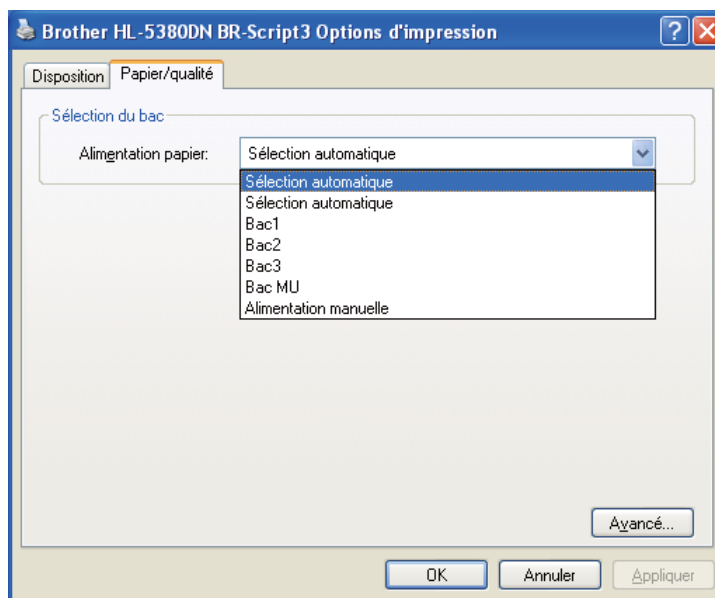 Brother HL-5380DN BR-Script3 Options d'impression
Disposition Papier/qualité
Sélection du bac
Alimentation papier: Sélection automatique
Sélection automatique
Sélection automatique
Bac1
Bac2
Bac3
Bac MU
Alimentation manuelle
Avancé...
OK Annuler Appliquer